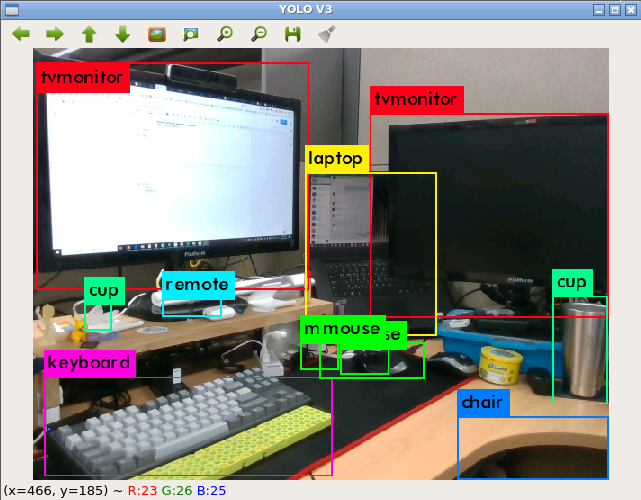 YOLO V3
tvmonitor
tvmonitor
laptop
cup
remote
cup
m mouse se
keyboard
chair
(x=466, y=185) ~ R:23 G:26 B:25